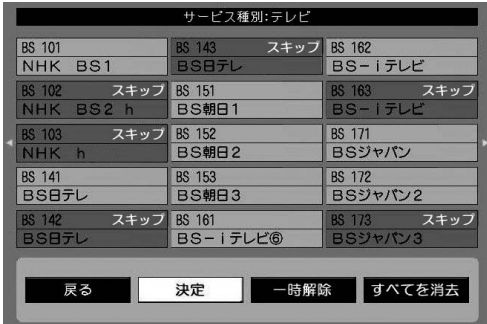 サービス種別:テレビ
BS 101
NHK BS1
BS 102 スキップ
NHK BS2 h
BS 103 スキップ
NHK h
BS 141
BS日テレ
BS 142 スキップ
BS日テレ
BS 143 スキップ
BS日テレ
BS 151
BS朝日1
BS 152
BS朝日2
BS 153
BS朝日3
BS 161
BS-iテレビ⑥
BS 162
BS-iテレビ
BS 163 スキップ
BS-iテレビ
BS 171
BSジャパン
BS 172
BSジャパン2
BS 173 スキップ
BSジャパン3
戻る 決定 一時解除 すべてを消去